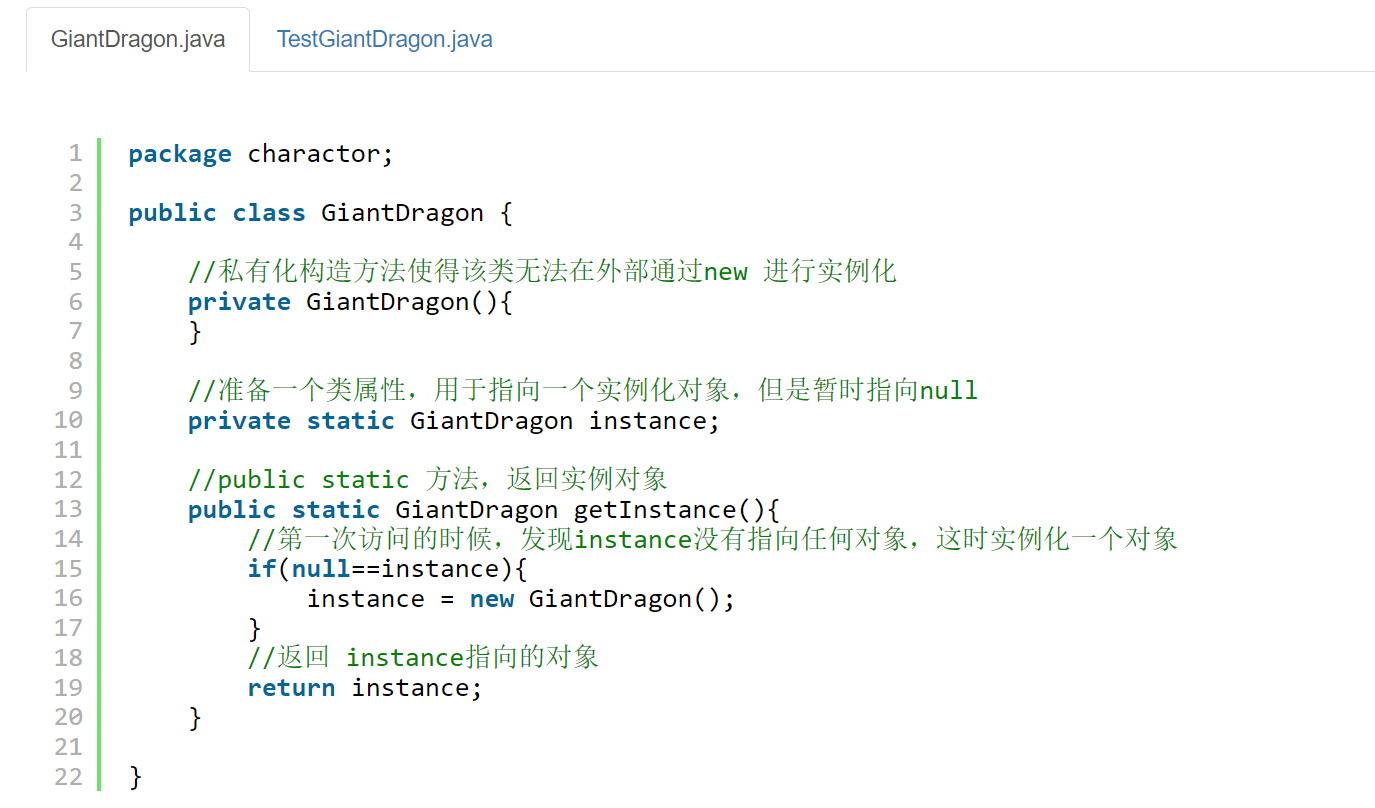 GiantDragon.java
TestGiantDragon.java
1 package charactor;
2
3 public class GiantDragon {
4
5     //私有化构造方法使得该类无法在外部通过new 进行实例化
6     private GiantDragon(){
7     }
8
9     //准备一个类属性，用于指向一个实例化对象，但是暂时指向null
10     private static GiantDragon instance;
11
12     //public static 方法，返回实例对象
13     public static GiantDragon getInstance(){
14         //第一次访问的时候，发现instance没有指向任何对象，这时实例化一个对象
15         if(null==instance){
16             instance = new GiantDragon();
17         }
18         //返回 instance指向的对象
19         return instance;
20     }
21
22 }